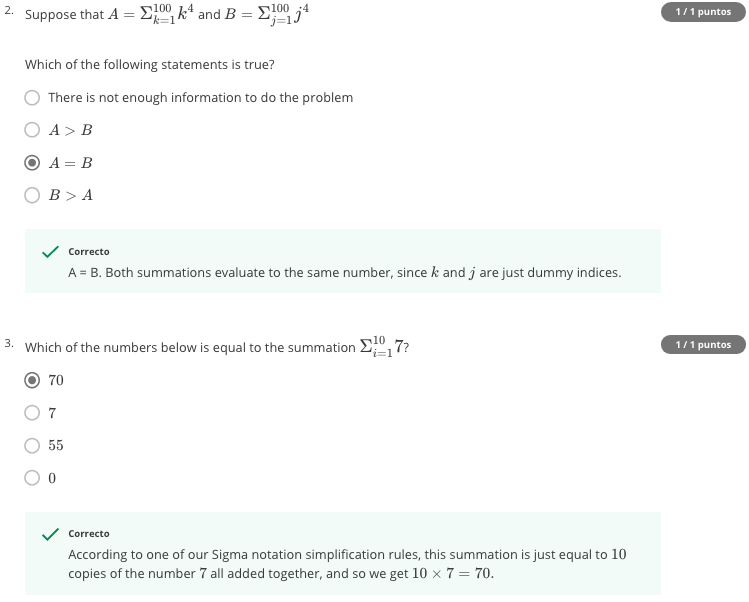 2. Suppose that A = Σ_{k=1}^{100} k^4 and B = Σ_{j=1}^{100} j^4
1 / 1 puntos
Which of the following statements is true?
There is not enough information to do the problem
A > B
A = B
B > A
Correcto
A = B. Both summations evaluate to the same number, since k and j are just dummy indices.
3. Which of the numbers below is equal to the summation Σ_{i=1}^{10} 7?
1 / 1 puntos
70
7
55
0
Correcto
According to one of our Sigma notation simplification rules, this summation is just equal to 10
copies of the number 7 all added together, and so we get 10 × 7 = 70.